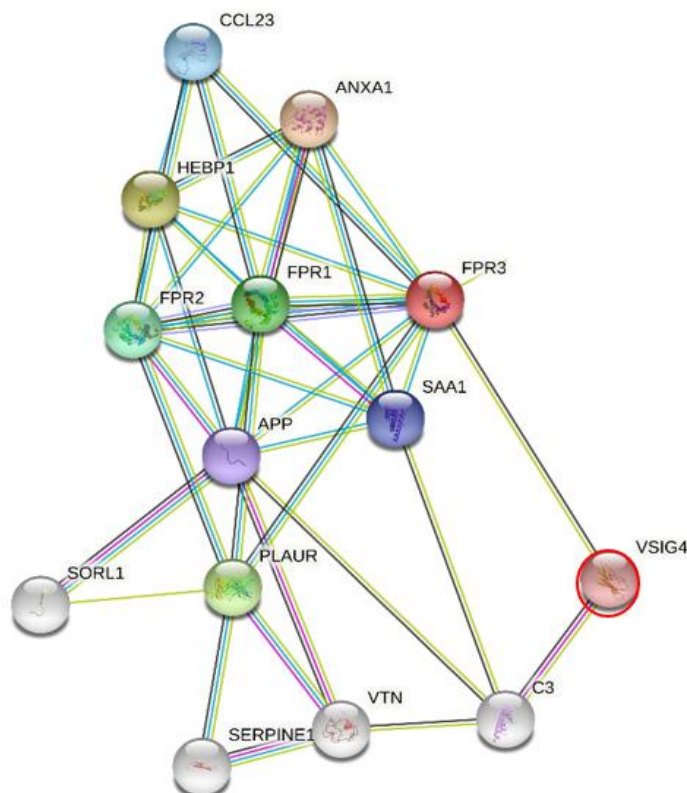 CCL23
ANXA1
HEBP1
FPR1
FPR3
FPR2
SAA1
APP
VSIG4
PLAUR
SORL1
C3
VTN
SERPINE1